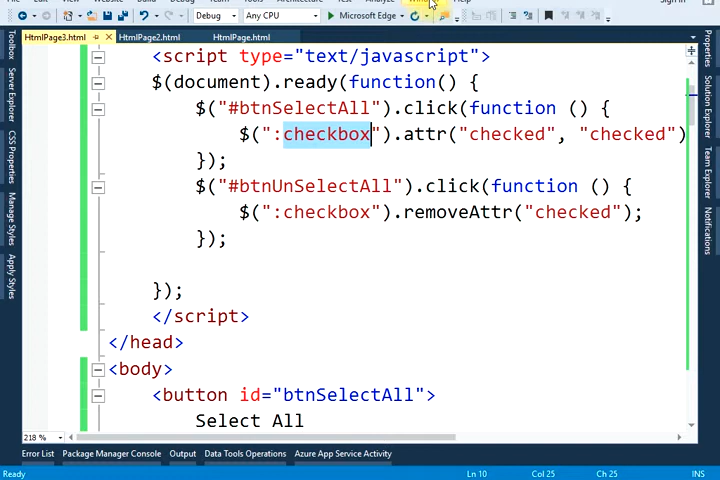 Debug
Any CPU
Microsoft Edge
HtmlPage3.html
HtmlPage2.html
HtmlPage.html
Toolbox
Server Explorer
CSS Properties
Manage Styles
Apply Styles
<script type="text/javascript">
$(document).ready(function() {
$("#btnSelectAll").click(function () {
$(":checkbox").attr("checked", "checked")
});
$("#btnUnSelectAll").click(function () {
$(":checkbox").removeAttr("checked");
});
});
</script>
</head>
<body>
<button id="btnSelectAll">
Select All
Properties
Solution Explorer
Team Explorer
Notifications
218 %
Error List
Package Manager Console
Output
Data Tools Operations
Azure App Service Activity
Ready
Ln 10
Col 25
Ch 25
INS